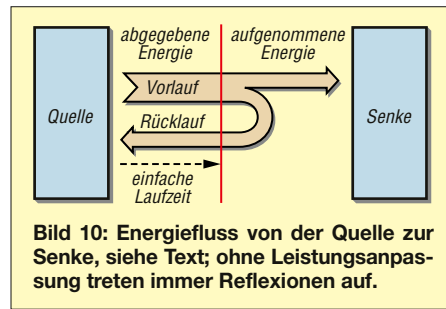 abgegebene aufgenommene
Energie Energie
Vorlauf
Quelle Senke
Rücklauf
einfache
Laufzeit
Bild 10: Energiefluss von der Quelle zur
Senke, siehe Text; ohne Leistungsanpas-
sung treten immer Reflexionen auf.